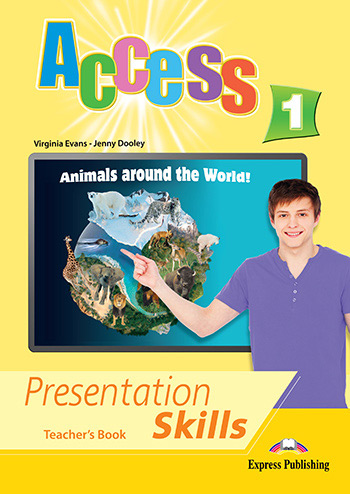 Access 1
Virginia Evans - Jenny Dooley
Animals around the World!
Presentation
Skills
Teacher's Book
Express Publishing